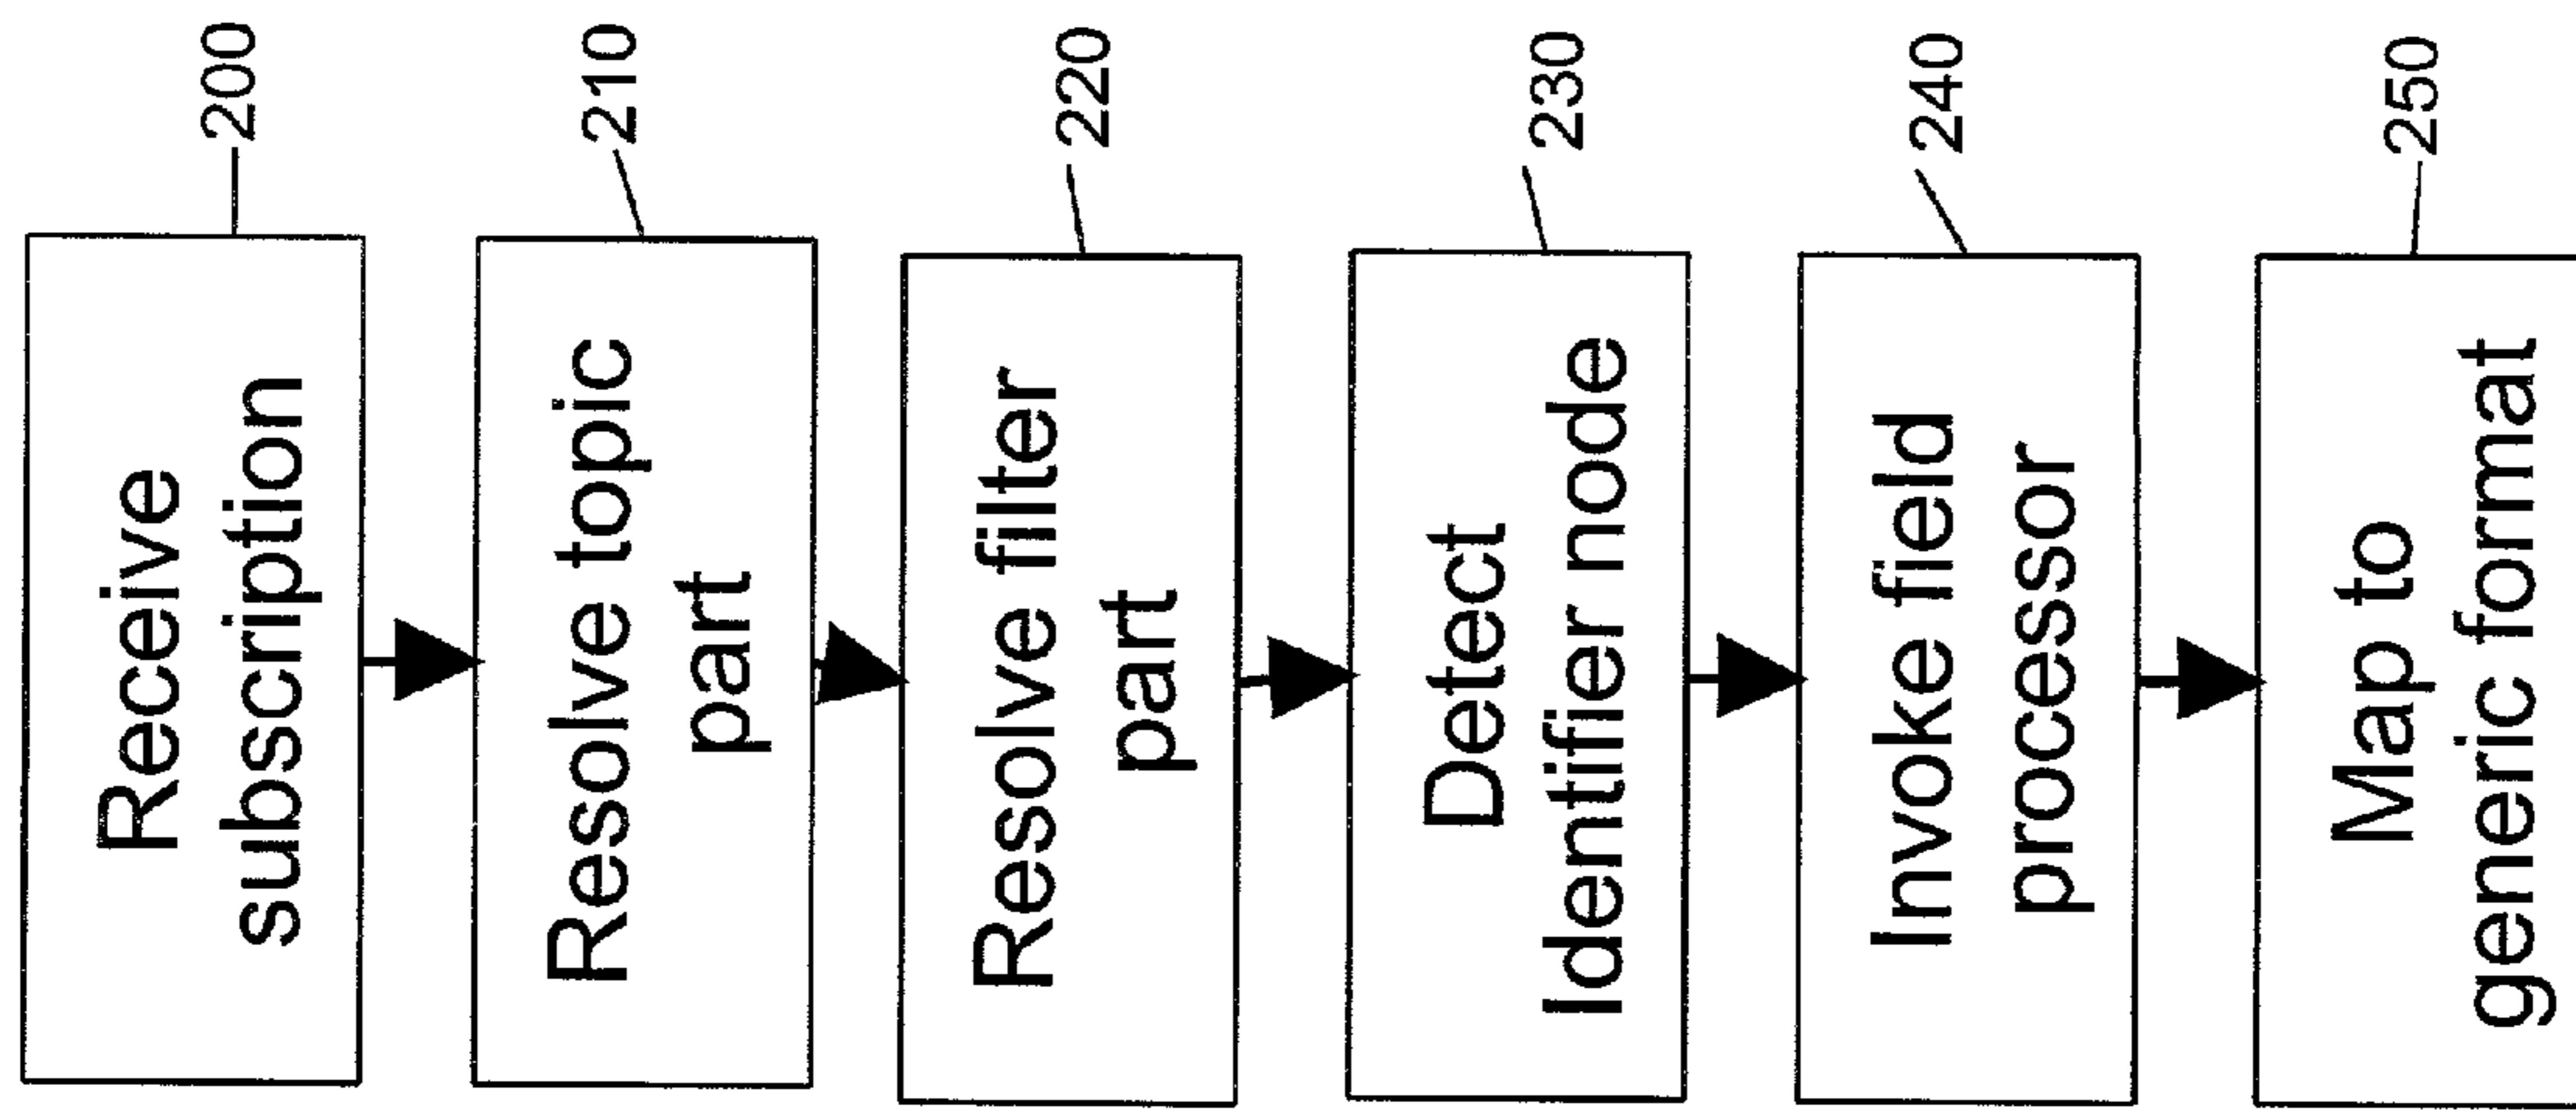 Receive
subscription
200
Resolve topic
part
210
Resolve filter
part
220
Detect
Identifier node
230
Invoke field
processor
240
Map to
generic format
250